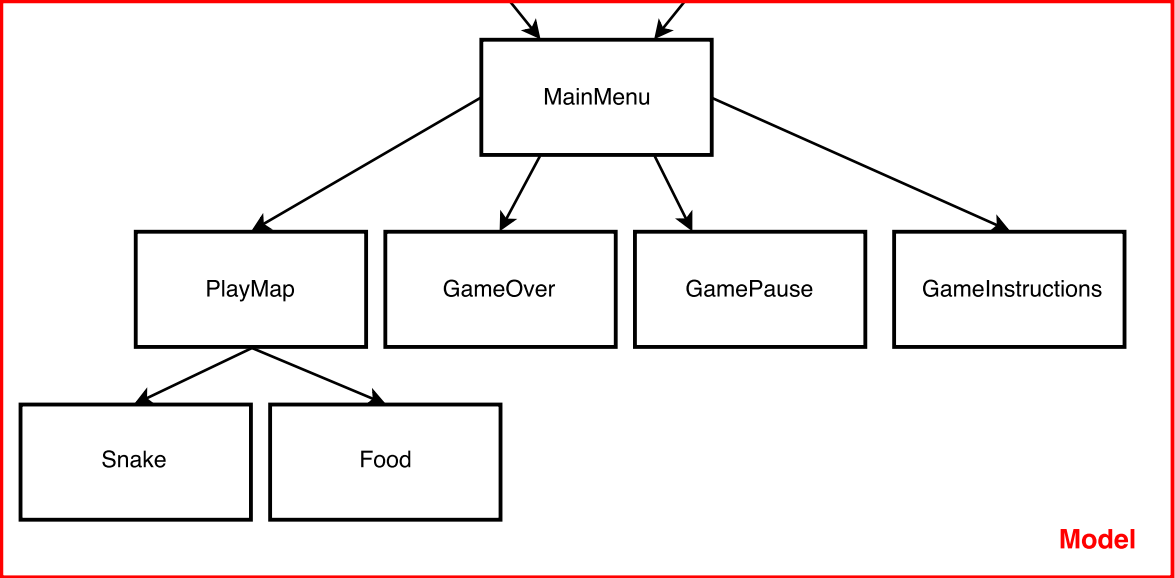 MainMenu
PlayMap
GameOver
GamePause
GameInstructions
Snake
Food
Model